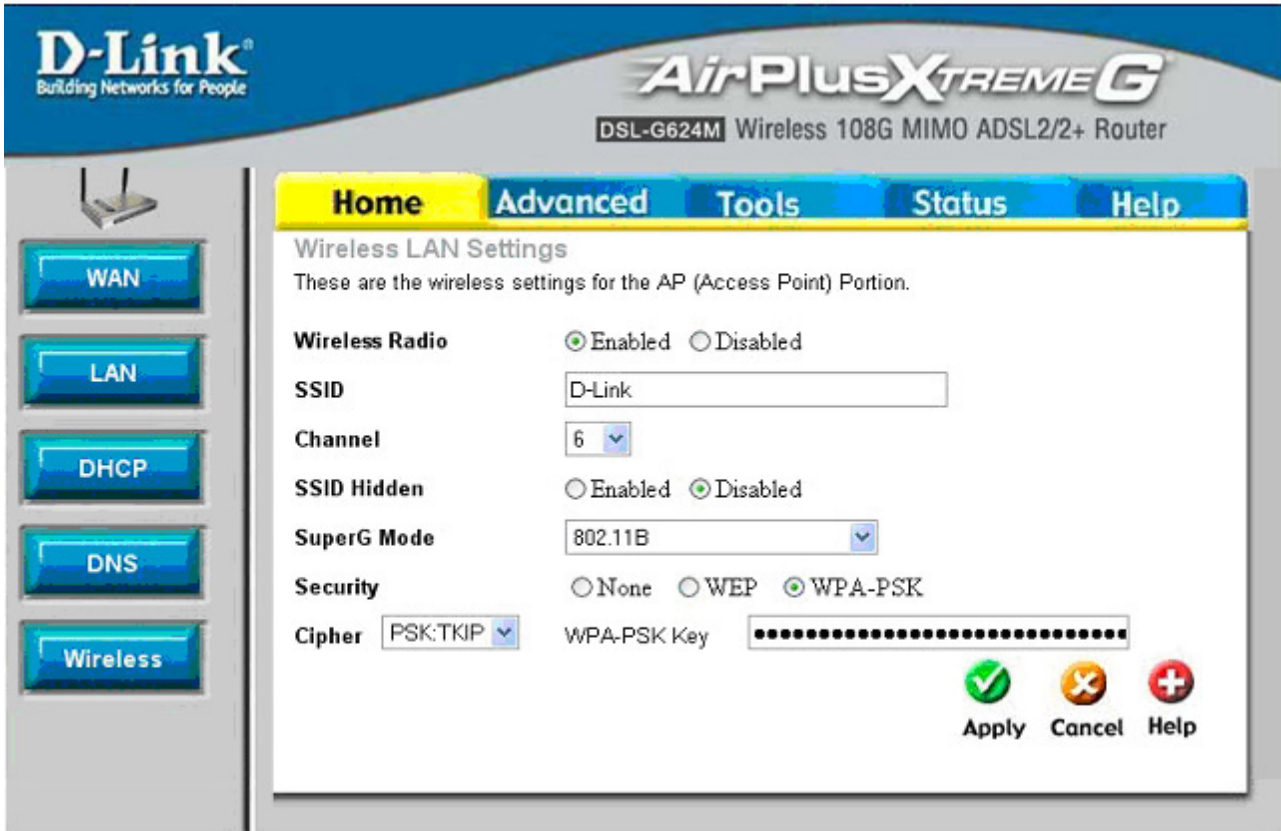 D-Link®
Building Networks for People
AirPlus XTREME G
DSL-G624M Wireless 108G MIMO ADSL2/2+ Router
Home Advanced Tools Status Help
WAN
LAN
DHCP
DNS
Wireless
Wireless LAN Settings
These are the wireless settings for the AP (Access Point) Portion.
Wireless Radio Enabled Disabled
SSID D-Link
Channel 6
SSID Hidden Enabled Disabled
SuperG Mode 802.11B
Security None WEP WPA-PSK
Cipher PSK:TKIP WPA-PSK Key •••••••••••••••••••••••••••••
Apply Cancel Help